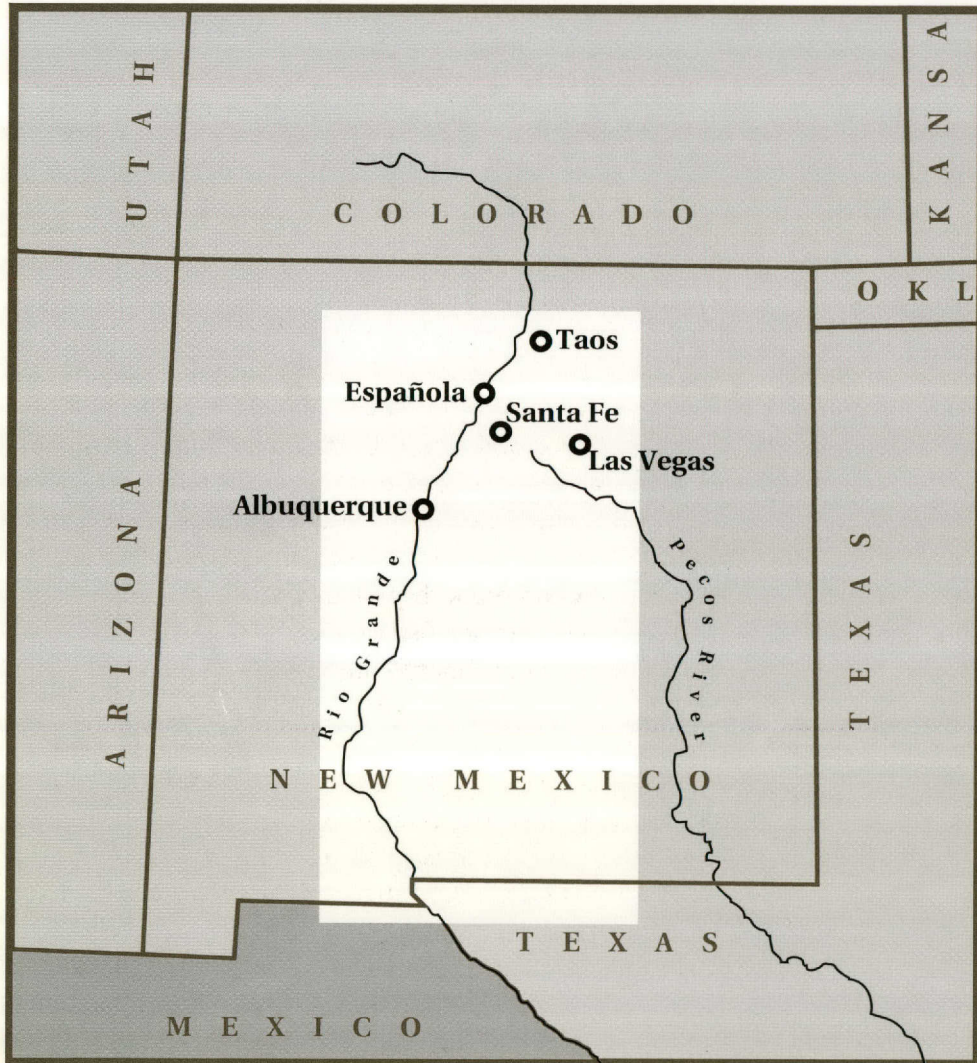 UTAH
COLORADO
KANSA
OKL
Taos
Española
Santa Fe
Las Vegas
Albuquerque
ARIZONA
Rio Grande
Pecos River
TEXAS
NEW MEXICO
TEXAS
MEXICO